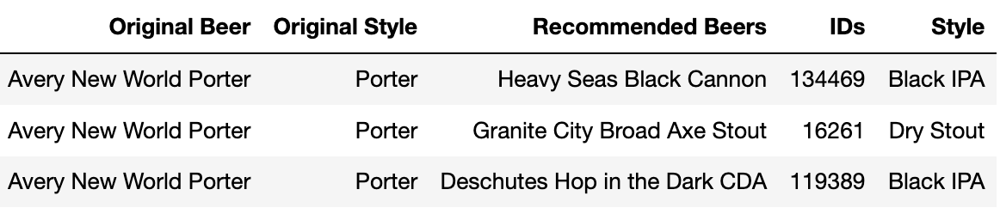 Original Beer Original Style Recommended Beers IDs Style
Avery New World Porter Porter Heavy Seas Black Cannon 134469 Black IPA
Avery New World Porter Porter Granite City Broad Axe Stout 16261 Dry Stout
Avery New World Porter Porter Deschutes Hop in the Dark CDA 119389 Black IPA